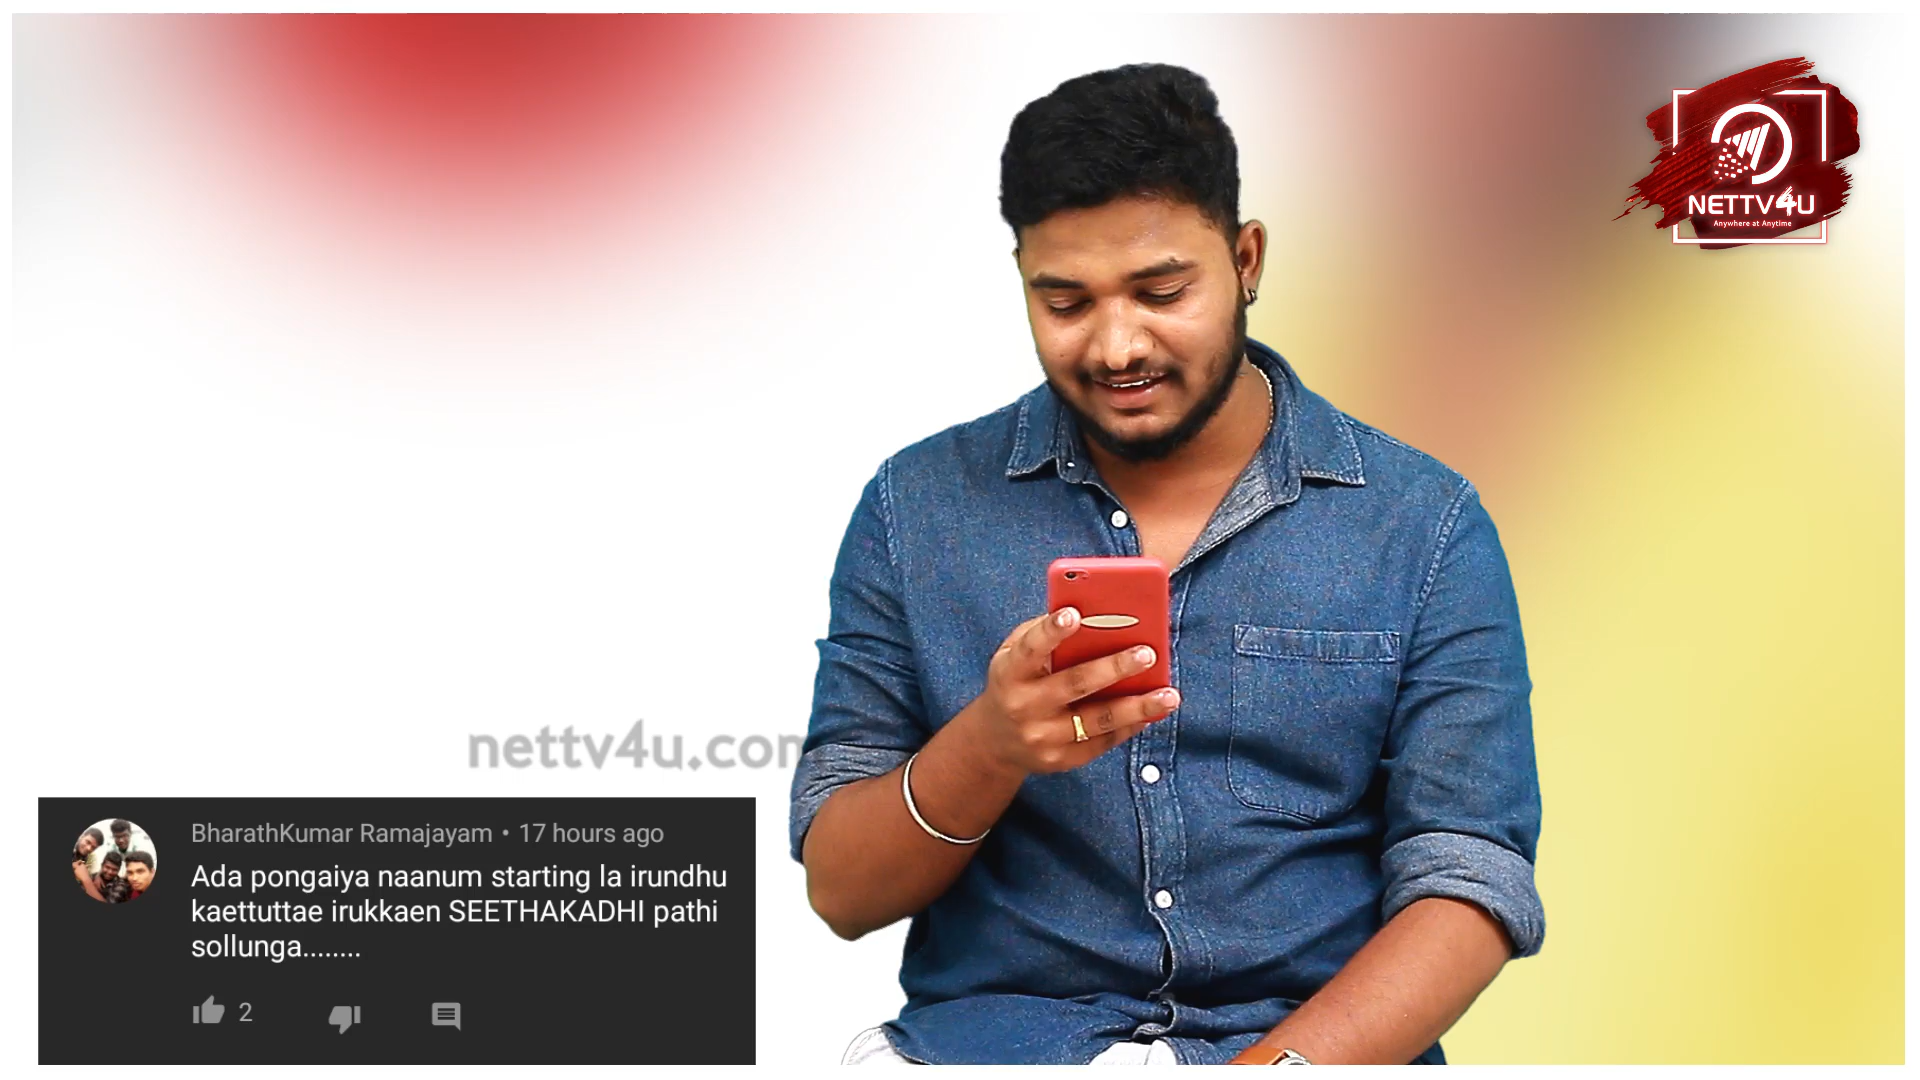 NETTV4U
Anywhere at Anytime
nettv4u.com
BharathKumar Ramajayam • 17 hours ago
Ada pongaiya naanum starting la irundhu
kaettuttae irukkaen SEETHAKADHI pathi
sollunga........
2